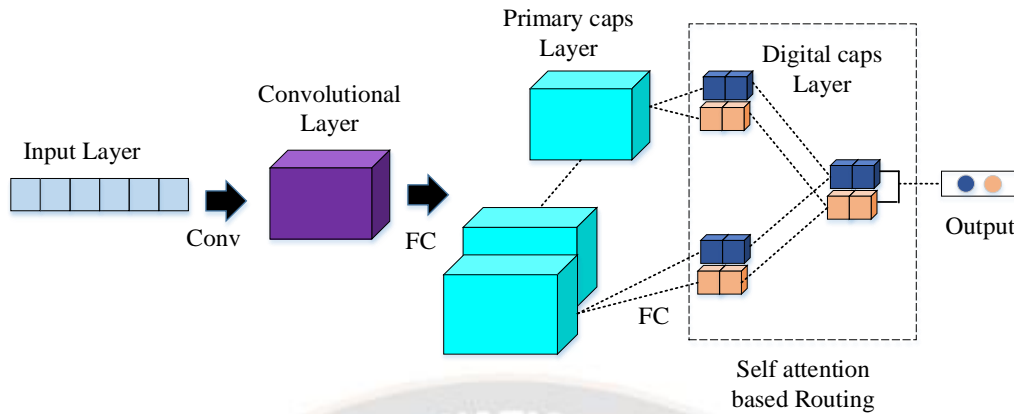 Input Layer
Conv
Convolutional
Layer
FC
Primary caps
Layer
FC
Digital caps
Layer
Self attention
based Routing
Output